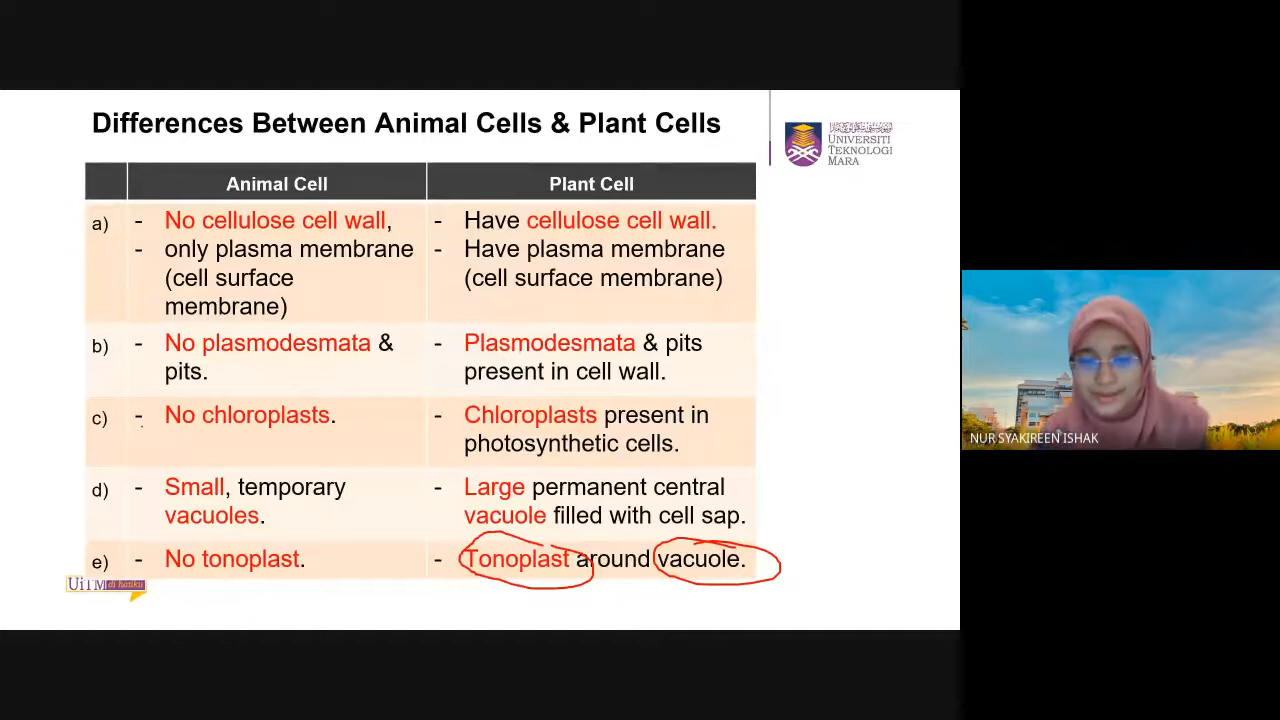 Differences Between Animal Cells & Plant Cells
UNIVERSITI
TEKNOLOGI
MARA
Animal Cell
Plant Cell
a)
- No cellulose cell wall,
- only plasma membrane
(cell surface
membrane)
- Have cellulose cell wall.
- Have plasma membrane
(cell surface membrane)
b)
- No plasmodesmata &
pits.
- Plasmodesmata & pits
present in cell wall.
c)
- No chloroplasts.
- Chloroplasts present in
photosynthetic cells.
d)
- Small, temporary
vacuoles.
- Large permanent central
vacuole filled with cell sap.
e)
- No tonoplast.
- Tonoplast around vacuole.
UiTM di hatiku
NUR SYAKIREEN ISHAK